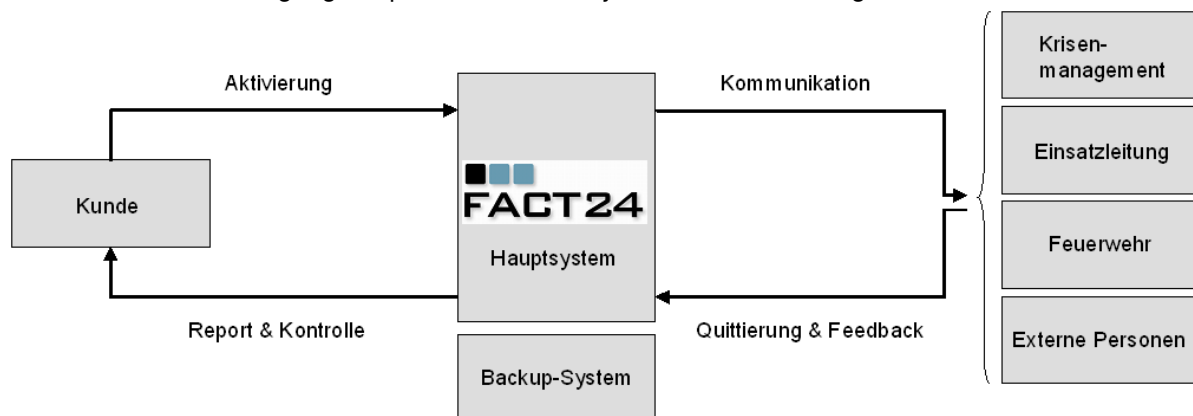 Krisen-
management
Aktivierung
Kommunikation
Einsatzleitung
Kunde
FACT24
Hauptsystem
Feuerwehr
Report & Kontrolle
Quittierung & Feedback
Externe Personen
Backup-System